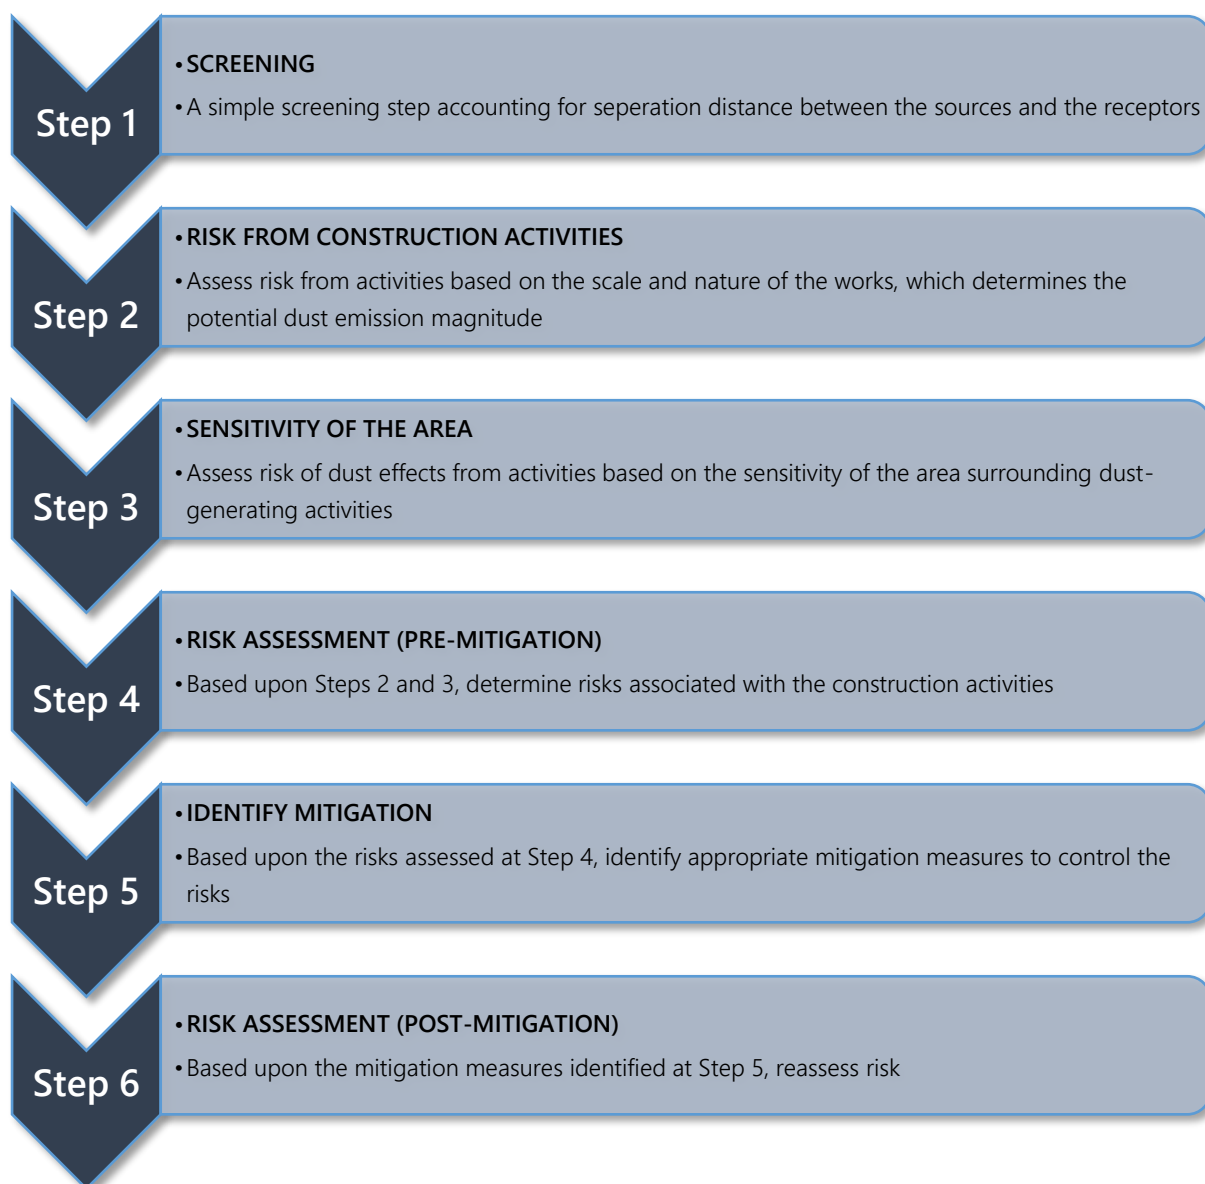 Step 1
•SCREENING
•A simple screening step accounting for seperation distance between the sources and the receptors
Step 2
•RISK FROM CONSTRUCTION ACTIVITIES
•Assess risk from activities based on the scale and nature of the works, which determines the
potential dust emission magnitude
Step 3
•SENSITIVITY OF THE AREA
•Assess risk of dust effects from activities based on the sensitivity of the area surrounding dust-
generating activities
Step 4
•RISK ASSESSMENT (PRE-MITIGATION)
•Based upon Steps 2 and 3, determine risks associated with the construction activities
Step 5
•IDENTIFY MITIGATION
•Based upon the risks assessed at Step 4, identify appropriate mitigation measures to control the
risks
Step 6
•RISK ASSESSMENT (POST-MITIGATION)
•Based upon the mitigation measures identified at Step 5, reassess risk